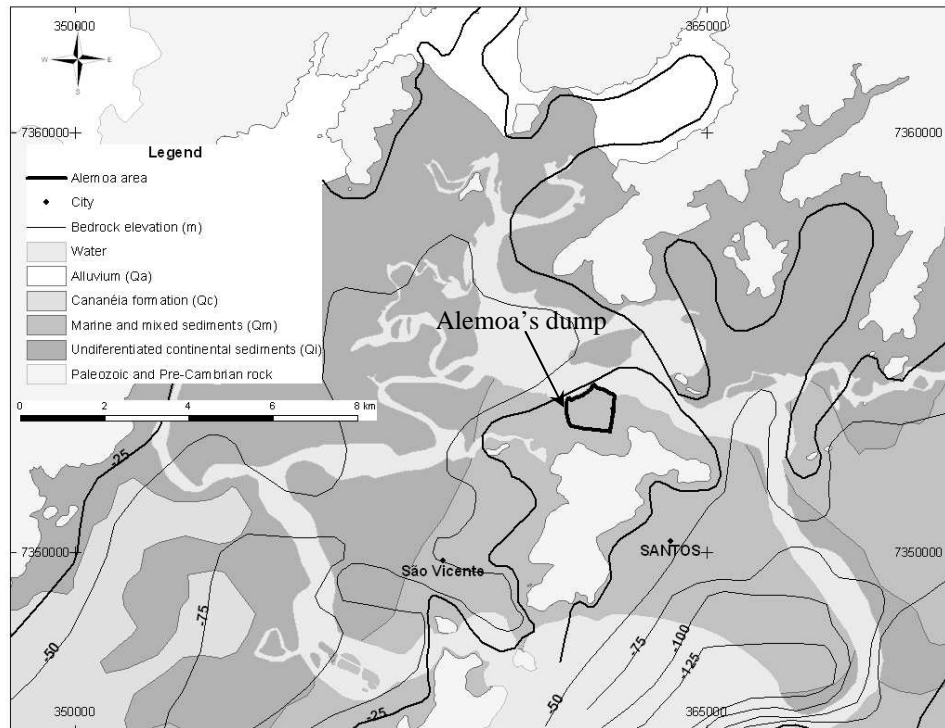 350000
365000
N
W
E
S
7360000
7360000
Legend
Alemoa area
City
Bedrock elevation (m)
Water
Alluvium (Qa)
Cananéia formation (Qc)
Marine and mixed sediments (Qm)
Undiferentiated continental sediments (Qi)
Paleozoic and Pre-Cambrian rock
Alemoa's dump
0
2
4
6
8 km
-25
7350000
7350000
SANTOS
São Vicente
-75
-50
-100
-75
-125
-50
-25
350000
365000